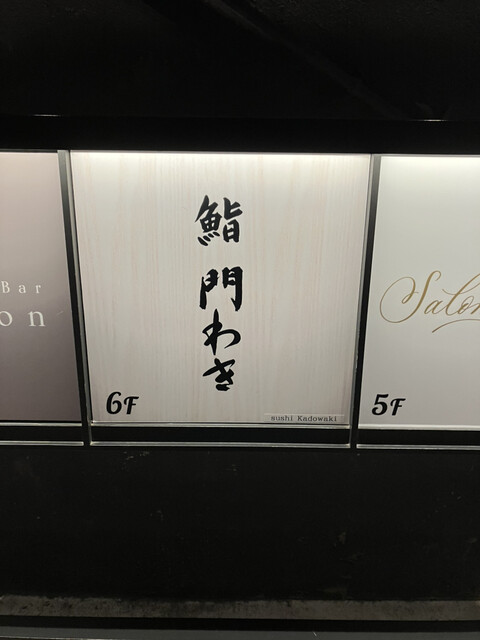 Bar
on
鮨 門わき
6F
sushi Kadowaki
Salon
5F